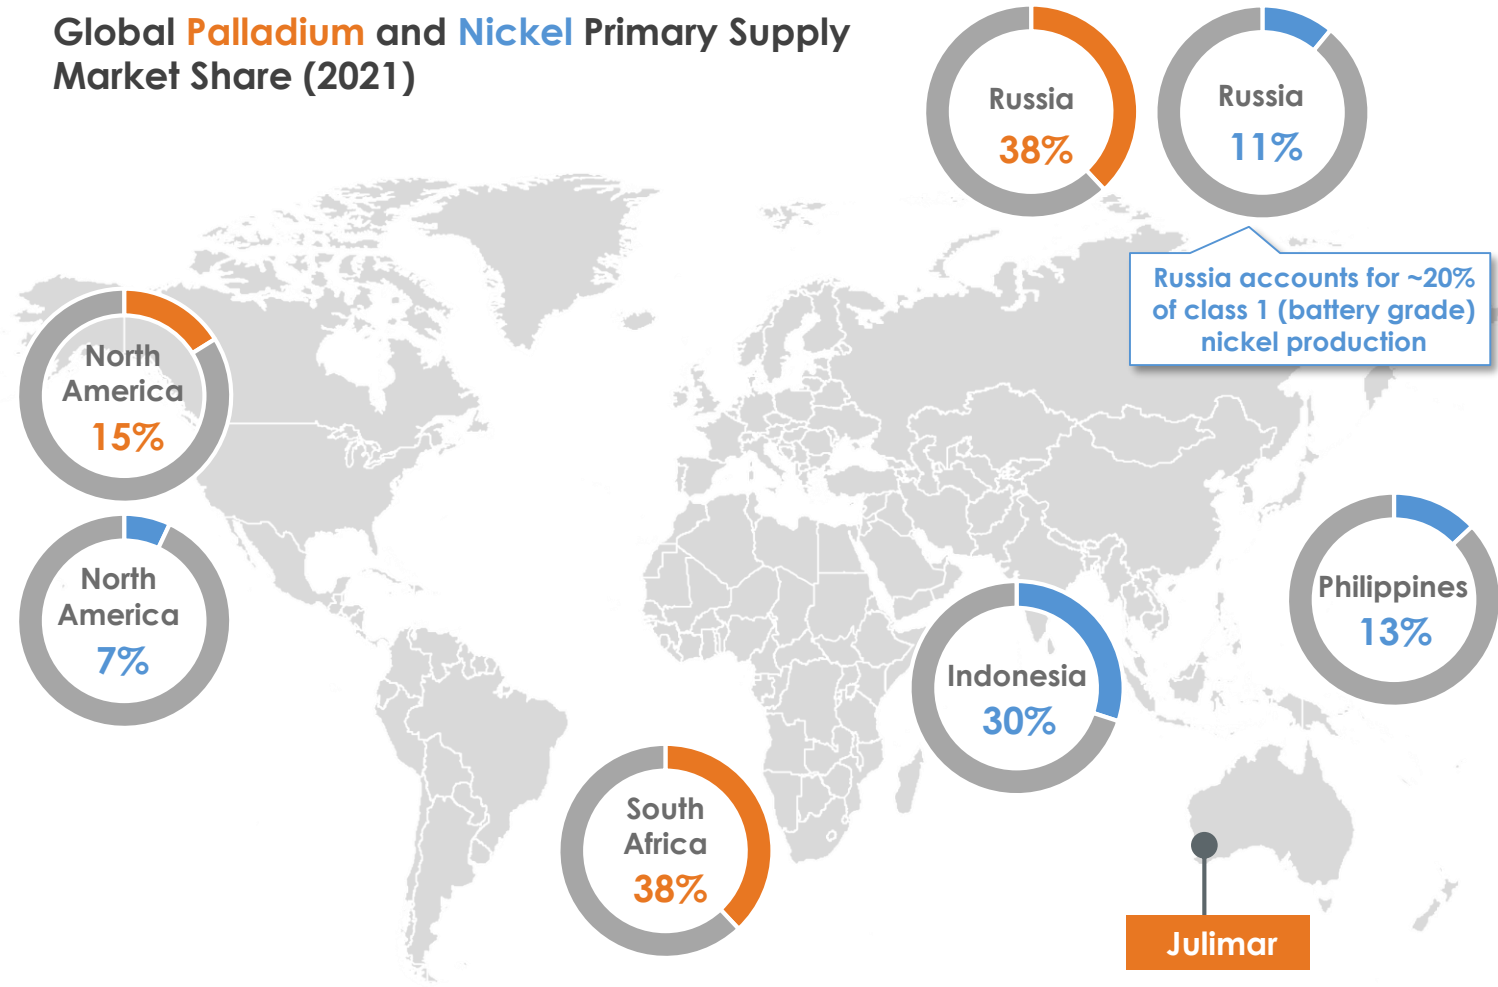 Global Palladium and Nickel Primary Supply
Market Share (2021)
Russia
38%
Russia
11%
Russia accounts for ~20%
of class 1 (battery grade)
nickel production
North
America
15%
North
America
7%
Philippines
13%
Indonesia
30%
South
Africa
38%
Julimar